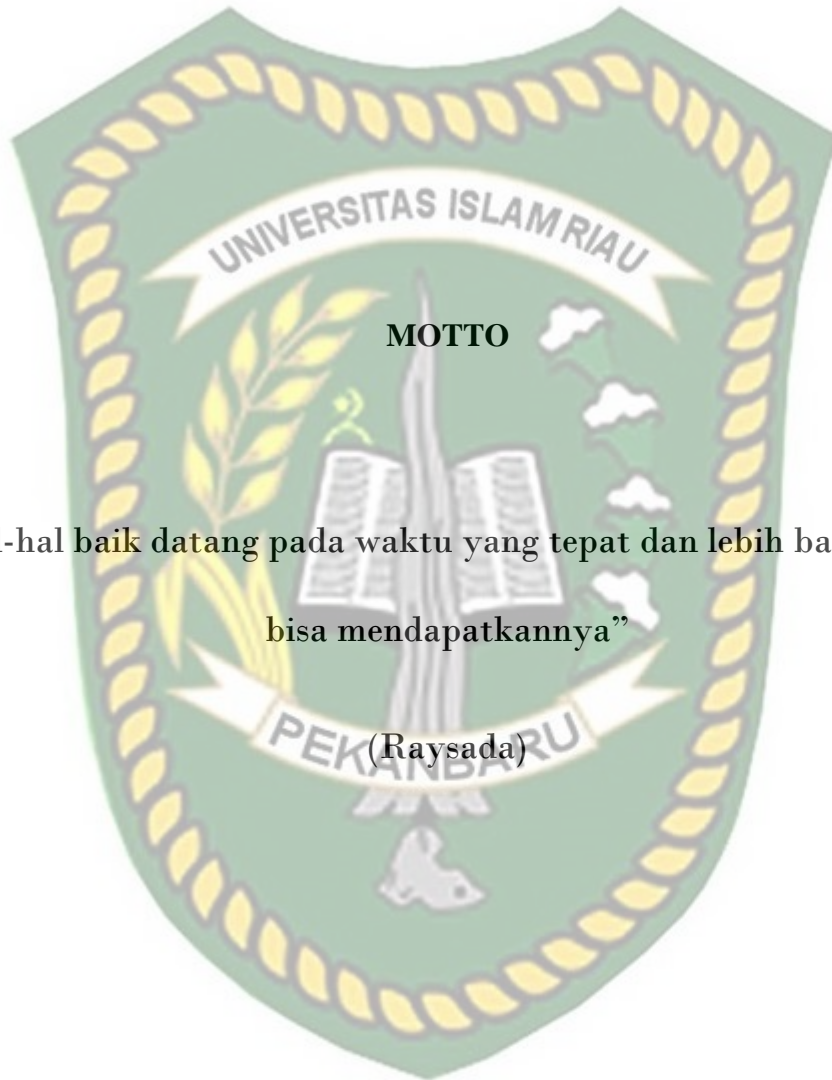 UNIVERSITAS ISLAM RIAU
MOTTO
-hal baik datang pada waktu yang tepat dan lebih ba
bisa mendapatkannya”
(Raysada)
PEKANBARU